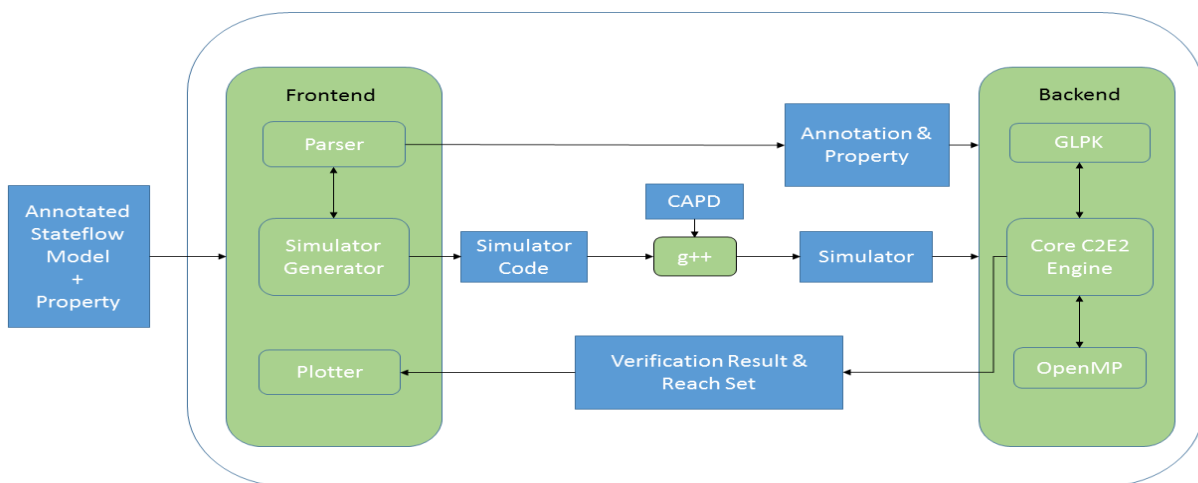 Frontend
Backend
Parser
Annotation &
Property
GLPK
Annotated
Stateflow
Model
+
Property
CAPD
Simulator
Generator
Simulator
Code
g++
Simulator
Core C2E2
Engine
Plotter
Verification Result &
Reach Set
OpenMP